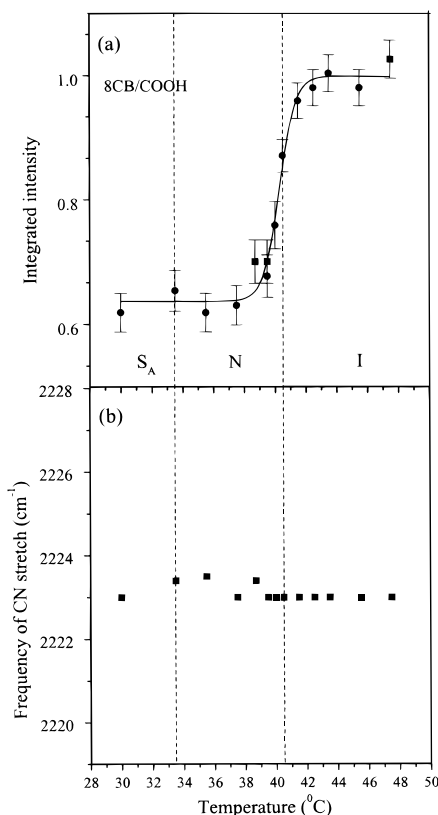 (a)
8CB/COOH
1.0
0.8
0.6
Integrated intensity
S_A N I
(b)
2228
2226
2224
2222
2220
Frequency of CN stretch (cm⁻¹)
28 30 32 34 36 38 40 42 44 46 48 50
Temperature (⁰C)